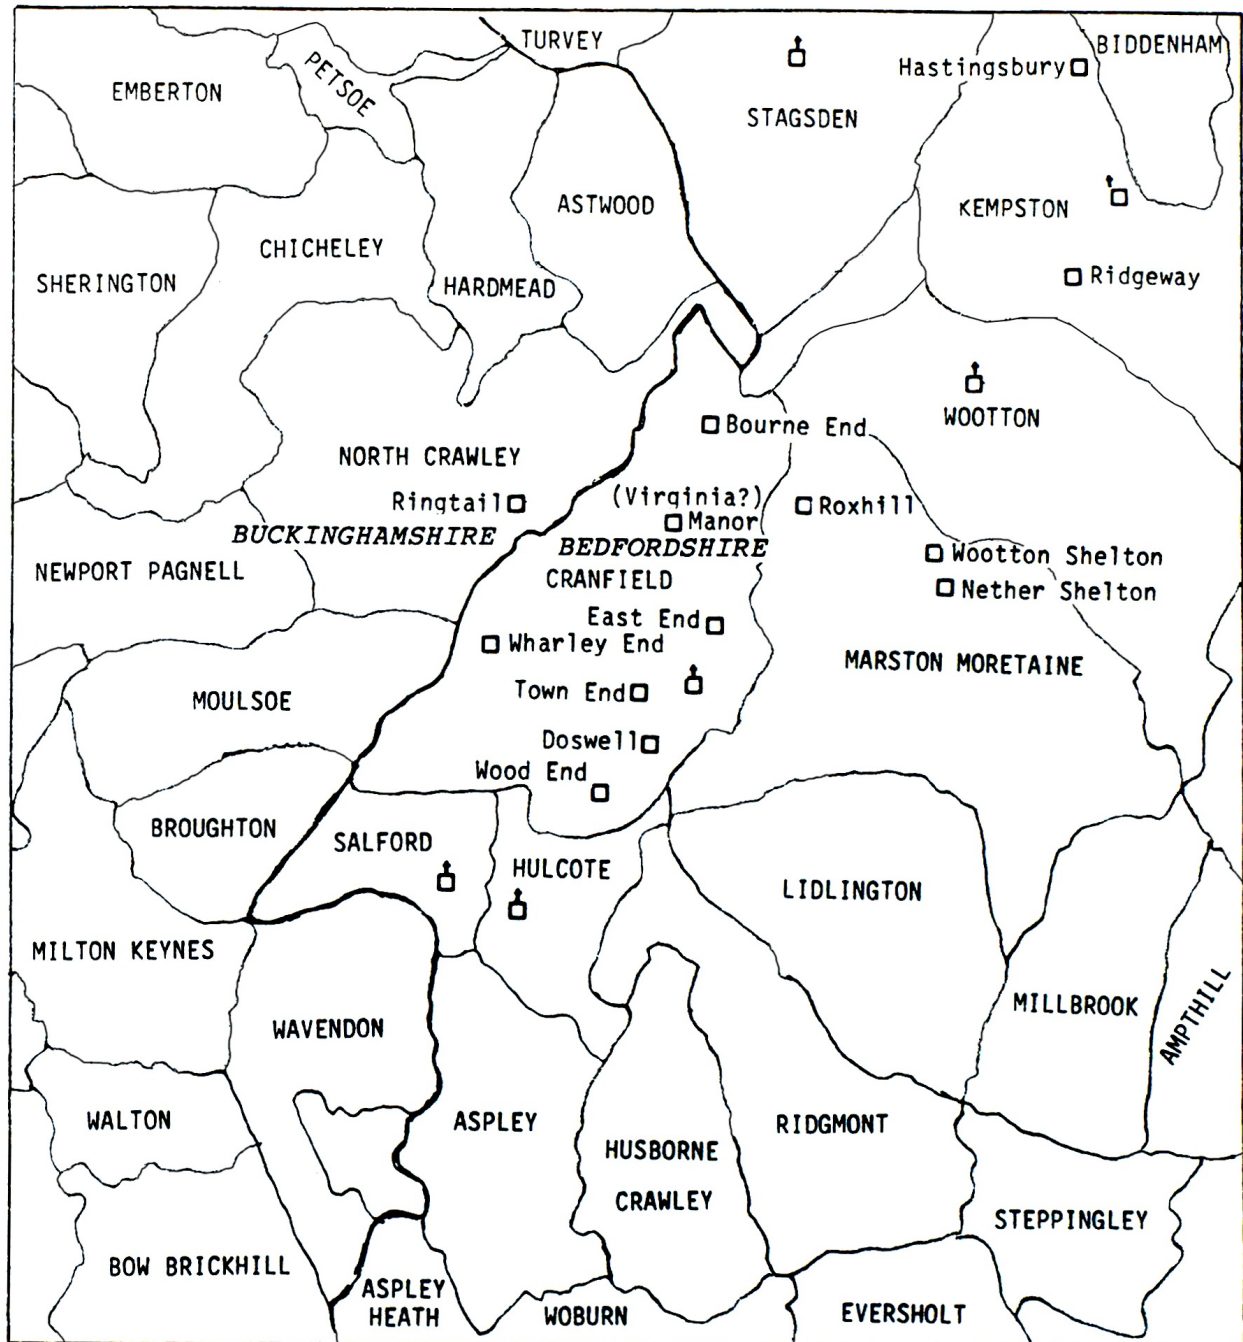 TURVEY
BIDDENHAM
Hastingsbury
PETSOE
EMBERTON
STAGSDEN
ASTWOOD
KEMPSTON
CHICHELEY
SHERINGTON
HARDMEAD
Ridgeway
WOOTTON
Bourne End
NORTH CRAWLEY
Ringtail
(Virginia?)
Manor
Roxhill
BUCKINGHAMSHIRE
BEDFORDSHIRE
Wootton Shelton
NEWPORT PAGNELL
CRANFIELD
Nether Shelton
East End
Wharley End
MARSTON MORETAINE
MOULSOE
Town End
Doswell
Wood End
BROUGHTON
SALFORD
HULCOTE
LIDLINGTON
MILTON KEYNES
WAVENDON
MILLBROOK
AMPTHILL
WALTON
ASPLEY
HUSBORNE
CRAWLEY
RIDGMONT
STEPPINGLEY
BOW BRICKHILL
ASPLEY
HEATH
WOBURN
EVERSHOLT